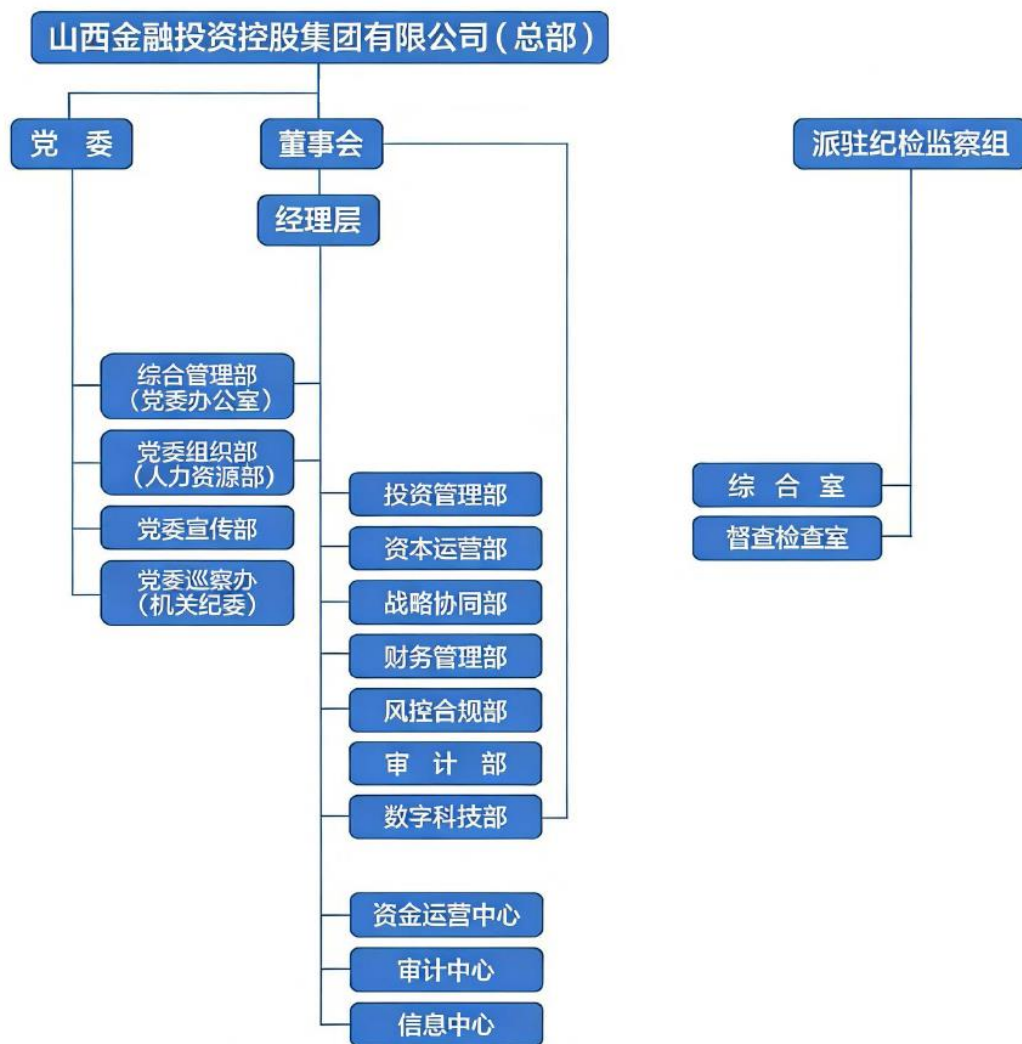 山西金融投资控股集团有限公司（总部）
党 委
董事会
派驻纪检监察组
经理层
综合管理部
（党委办公室）
党委组织部
（人力资源部）
党委宣传部
党委巡察办
（机关纪委）
投资管理部
资本运营部
战略协同部
财务管理部
风控合规部
审 计 部
数字科技部
资金运营中心
审计中心
信息中心
综 合 室
督查检查室